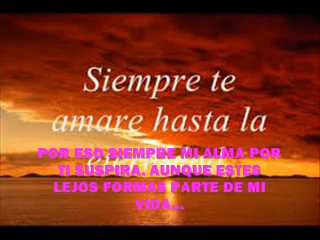 Siempre te
amare hasta la
POR ESO SIEMPRE MI ALMA POR
TI SUSPIRA. AUNQUE ESTES
LEJOS FORMAS PARTE DE MI
VIDA...